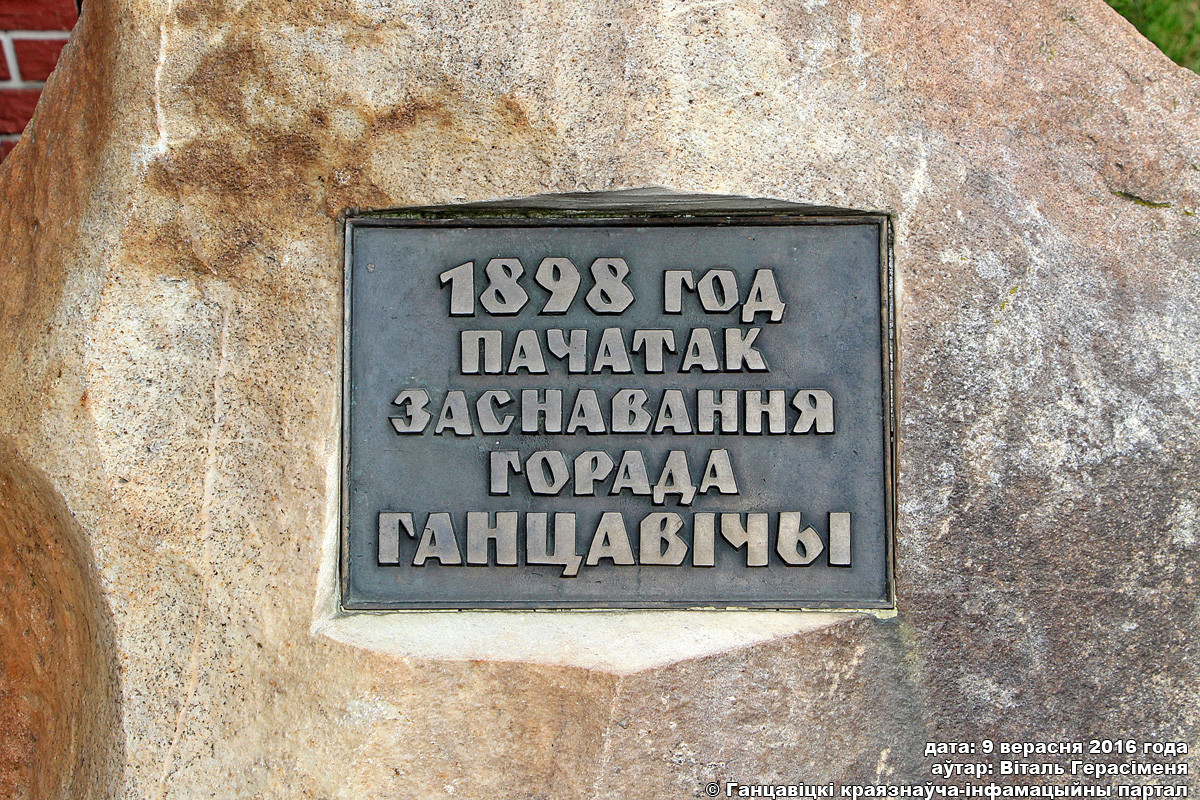 1898 ГОД
ПАЧАТАК
ЗАСНАВАННЯ
ГОРАДА
ГАНЦАВІЧЫ
дата: 9 верасня 2016 года
аўтар: Віталь Герасіменя
© Ганцавіцкі краязнаўча-інфамацыйны партал